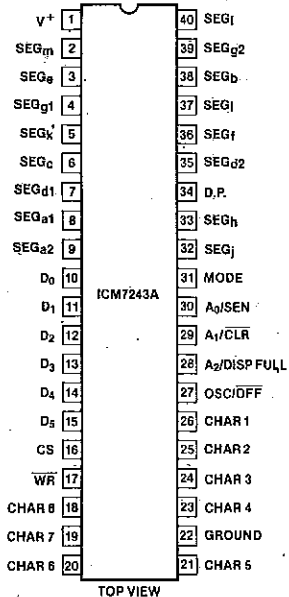 V+ 1 40 SEGi
SEGm 2 39 SEGg2
SEGe 3 38 SEGb
SEGg1 4 37 SEGl
SEGk 5 36 SEGf
SEGc 6 35 SEGd2
SEGd1 7 34 D.P.
SEGa1 8 33 SEGh
SEGa2 9 32 SEGj
D0 10 31 MODE
ICM7243A
D1 11 30 A0/SEN
D2 12 29 A1/CLR
D3 13 28 A2/DISP FULL
D4 14 27 OSC/OFF
D5 15 26 CHAR 1
CS 16 25 CHAR 2
WR 17 24 CHAR 3
CHAR 8 18 23 CHAR 4
CHAR 7 19 22 GROUND
CHAR 6 20 21 CHAR 5
TOP VIEW